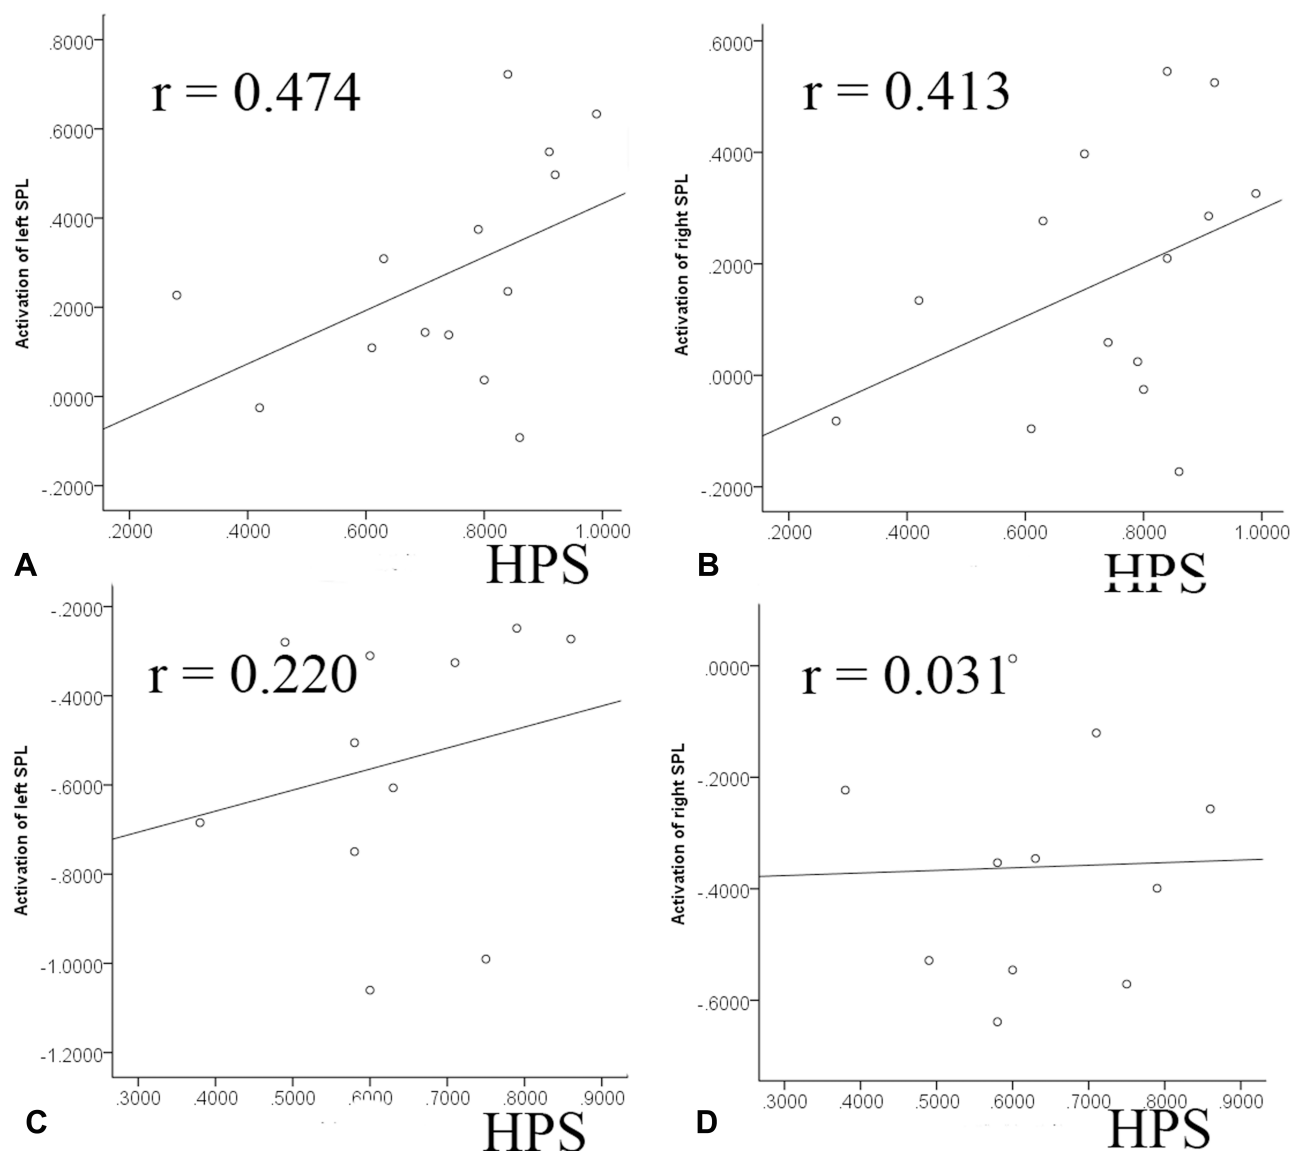 .8000
.6000
.4000
.2000
.0000
-.2000
Activation of left SPL
r = 0.474
.2000 .4000 .6000 .8000 1.0000
A
HPS
.6000
.4000
.2000
.0000
-.2000
Activation of right SPL
r = 0.413
.2000 .4000 .6000 .8000 1.0000
B
HPS
-.2000
-.4000
-.6000
-.8000
-1.0000
-1.2000
Activation of left SPL
r = 0.220
.3000 .4000 .5000 .6000 .7000 .8000 .9000
C
HPS
.0000
-.2000
-.4000
-.6000
Activation of right SPL
r = 0.031
.3000 .4000 .5000 .6000 .7000 .8000 .9000
D
HPS